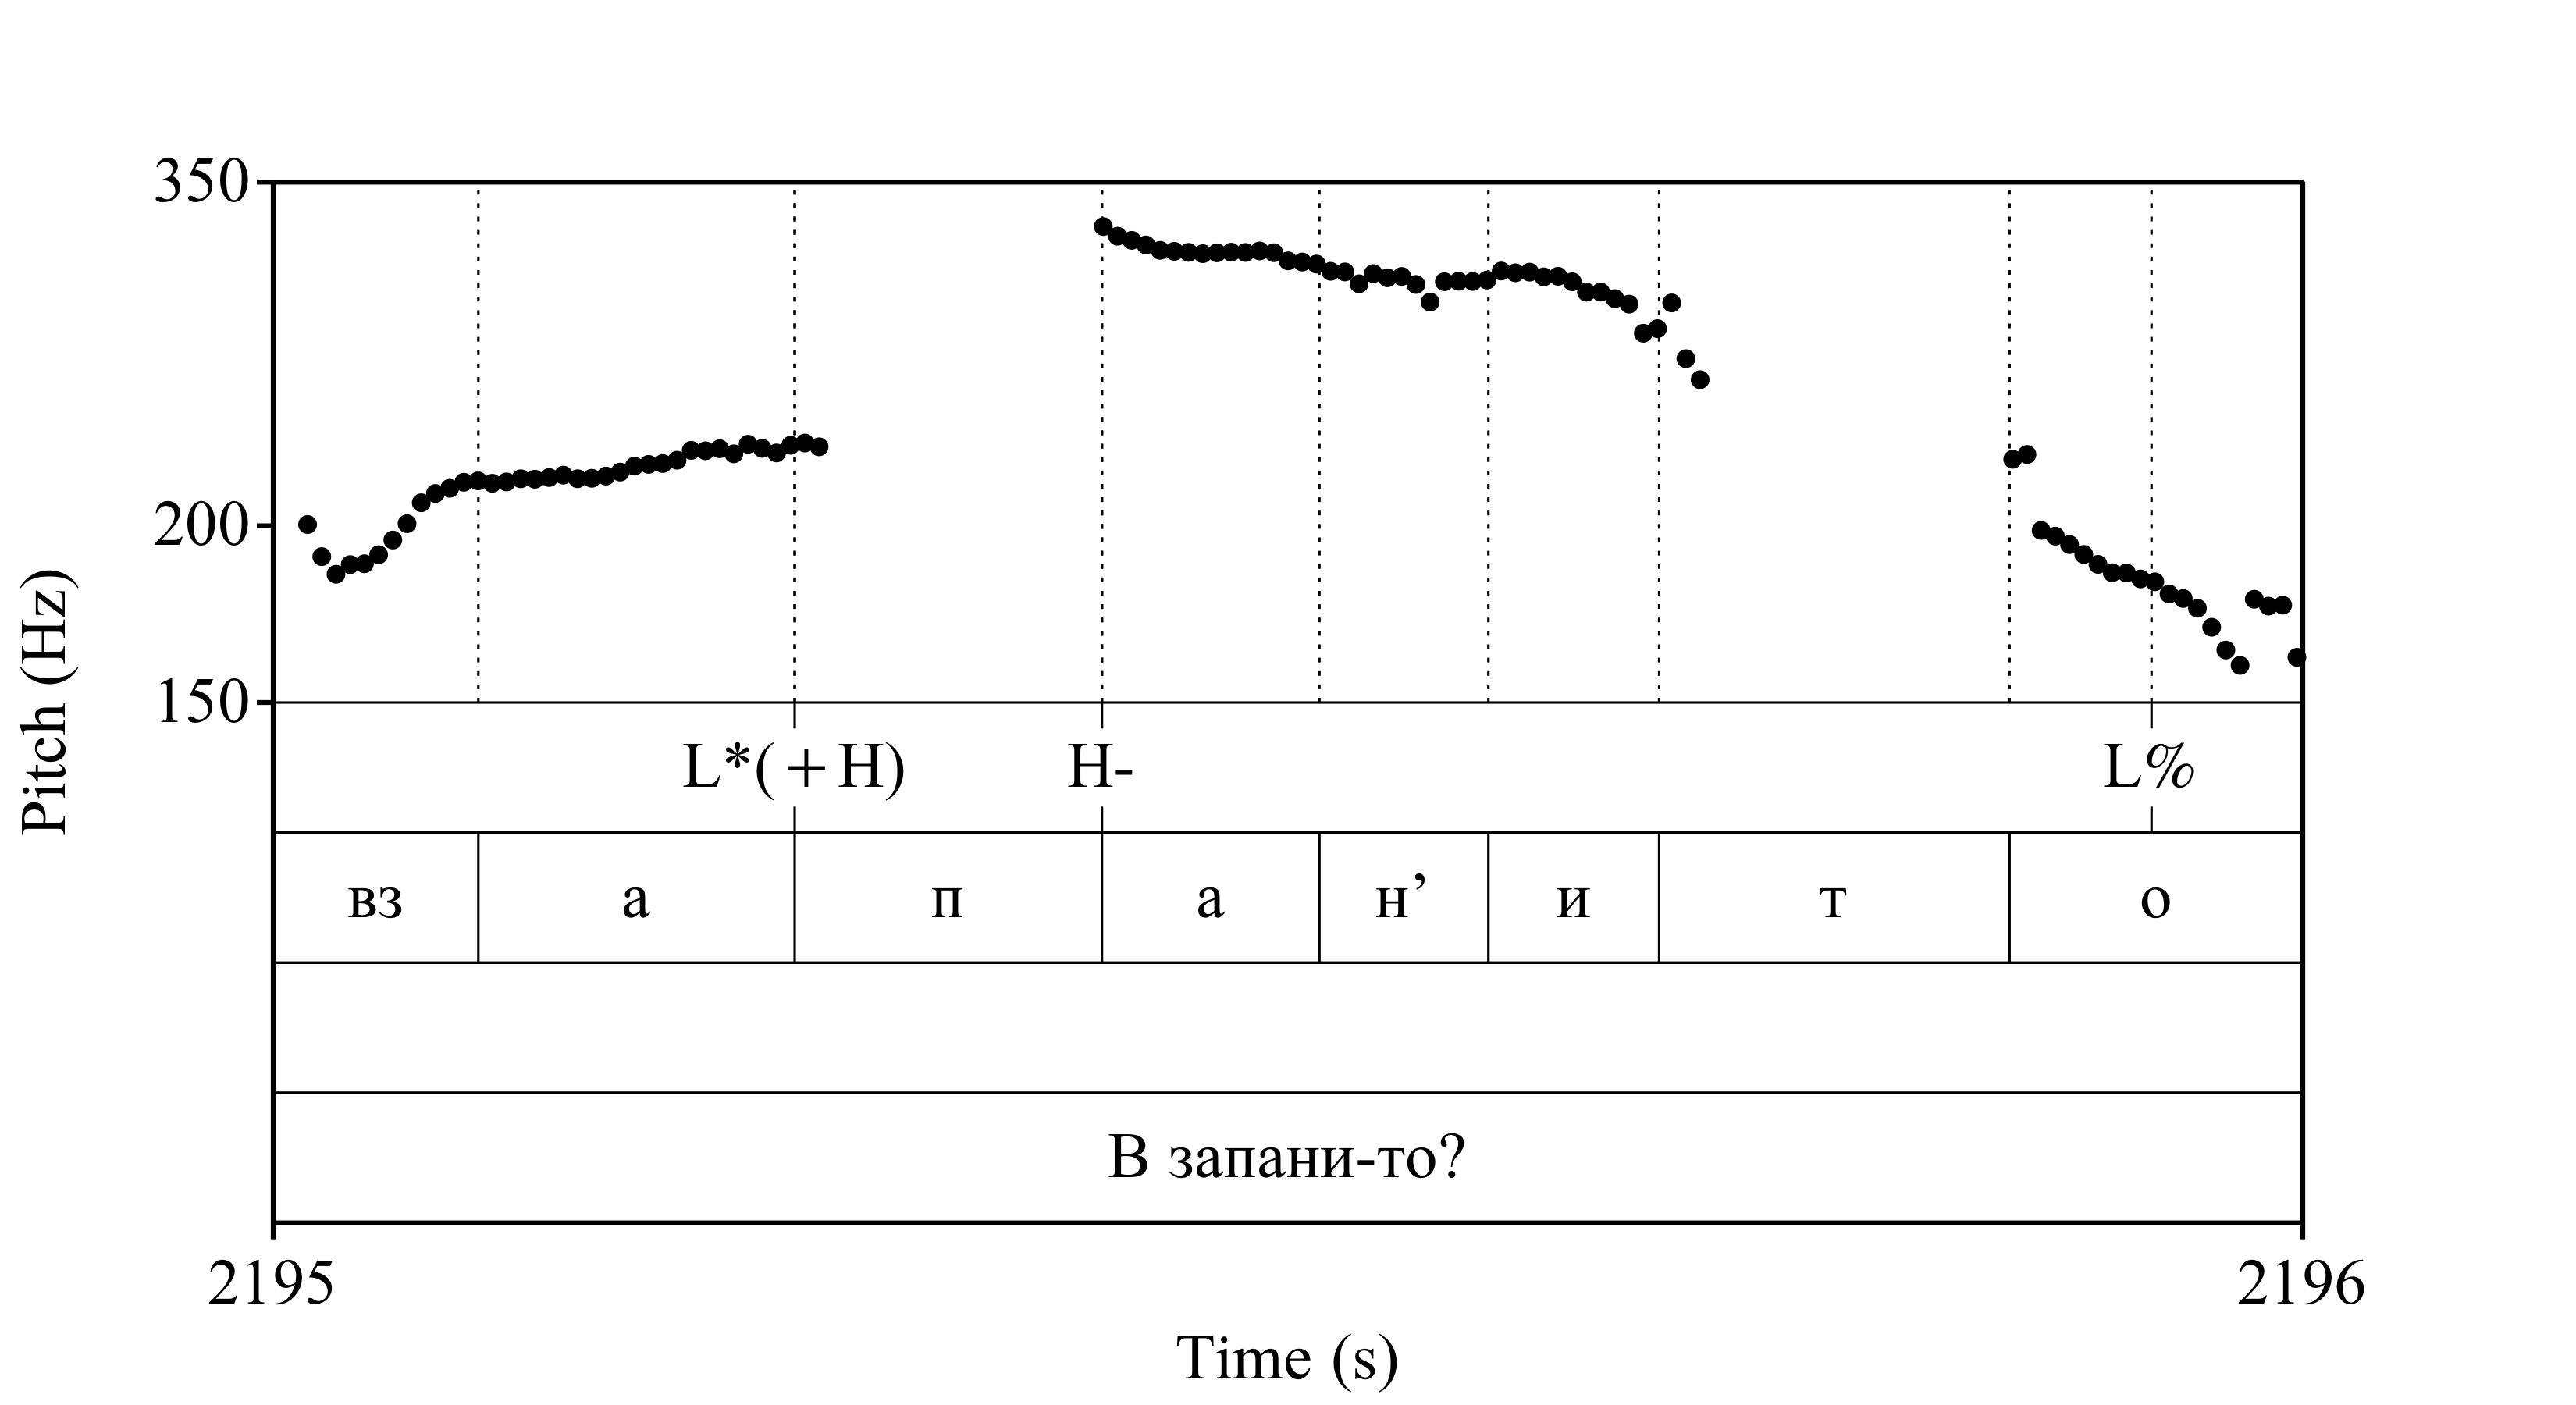 350
200
150
Pitch (Hz)
L*(+H) H- L%
вз а п а н’ и т о
В запани-то?
2195 2196
Time (s)